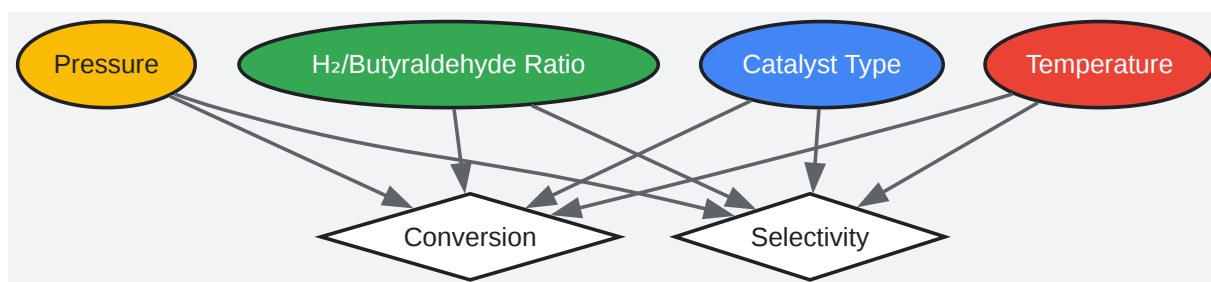 Pressure
H₂/Butyraldehyde Ratio
Catalyst Type
Temperature
Conversion
Selectivity